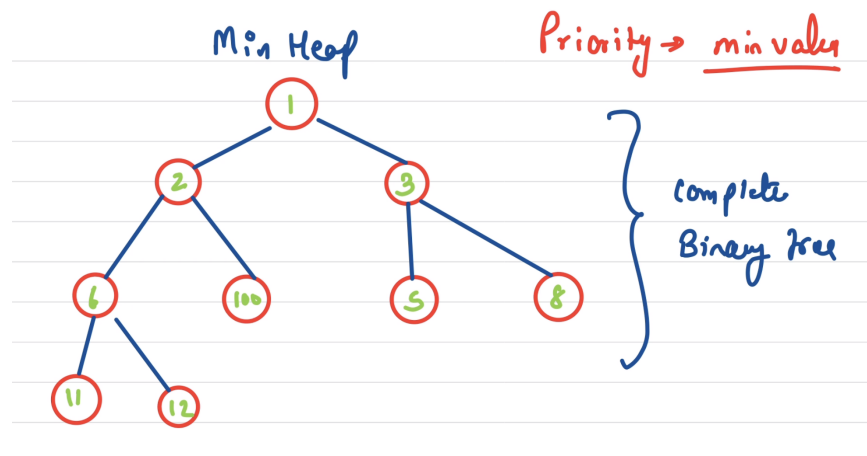 Min Heap
Priority → min value
1
2
3
6
100
5
8
11
12
Complete
Binary Tree